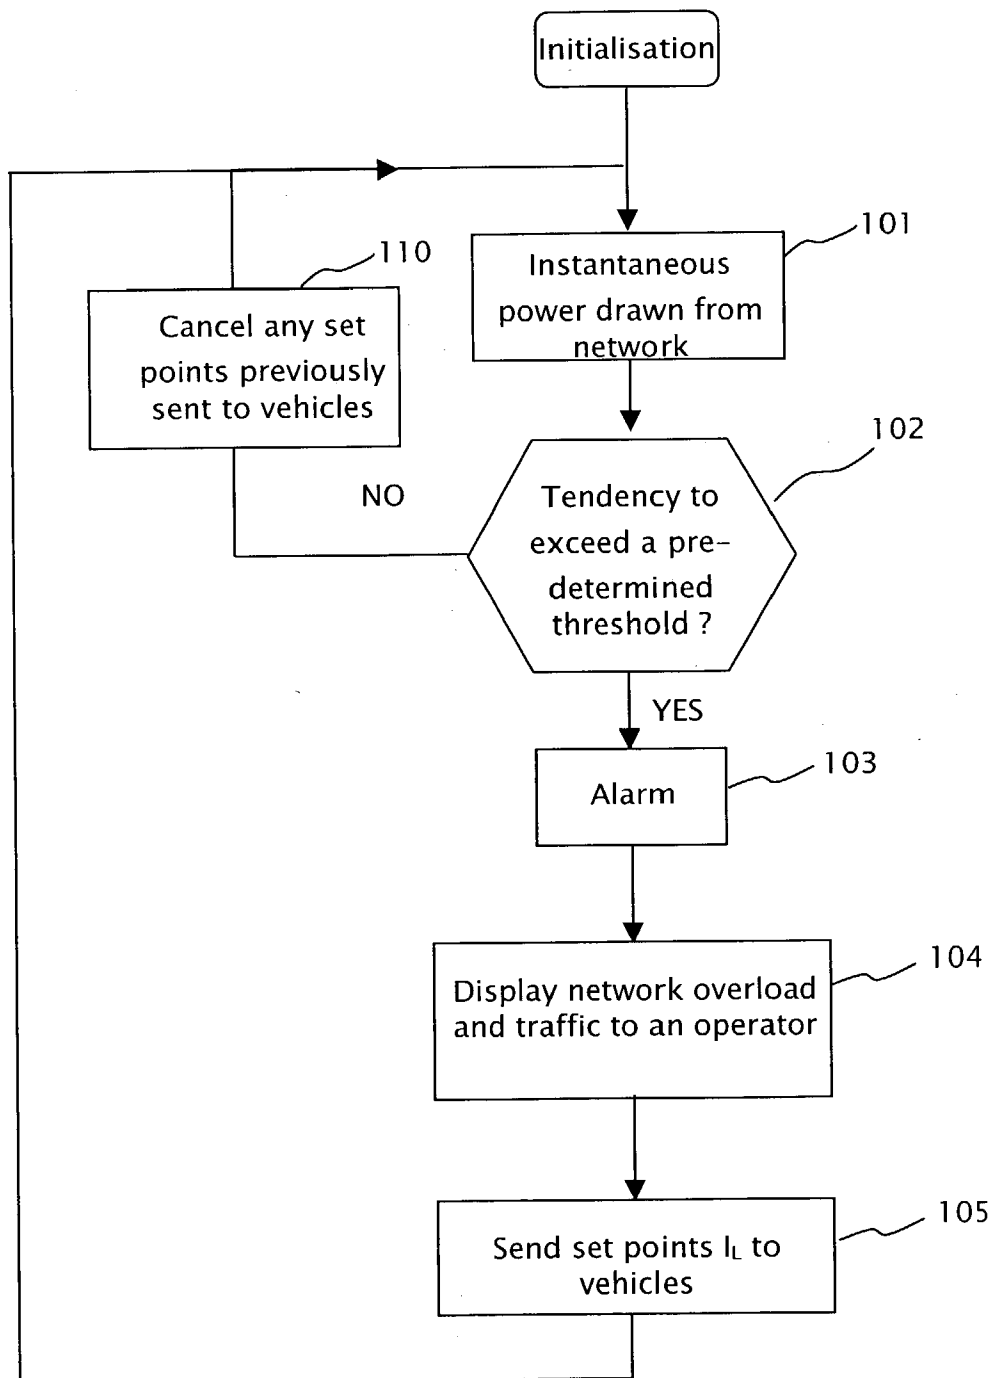 Initialisation
101
Instantaneous
power drawn from
network
110
Cancel any set
points previously
sent to vehicles
102
NO
Tendency to
exceed a pre-
determined
threshold ?
YES
103
Alarm
104
Display network overload
and traffic to an operator
105
Send set points IL to
vehicles